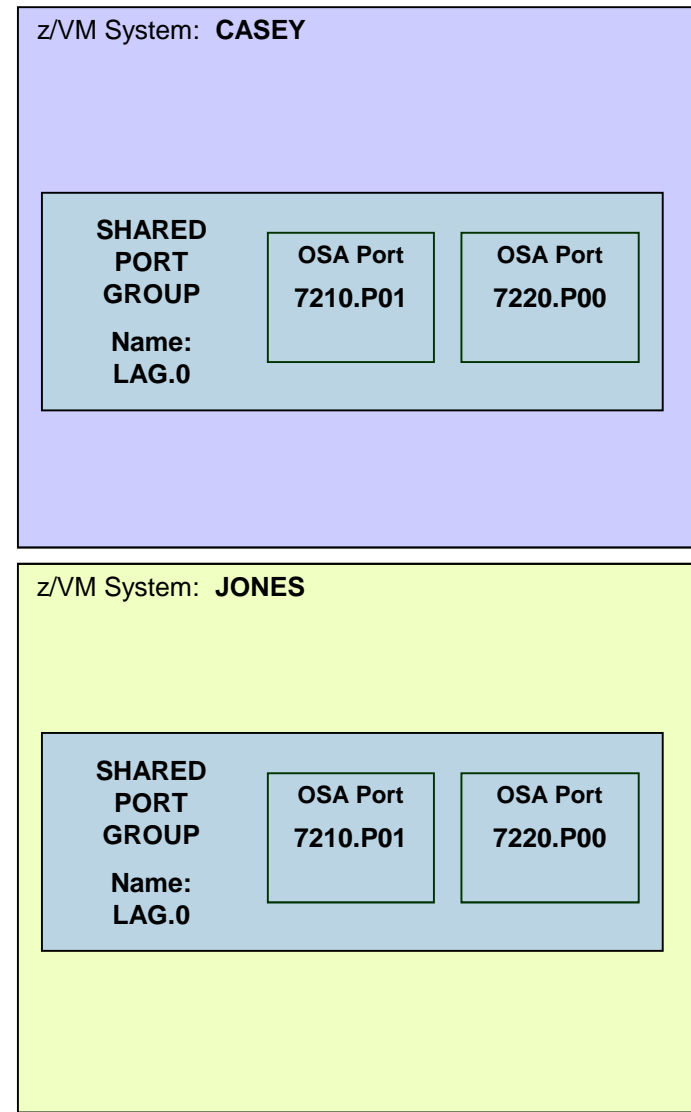 z/VM System: CASEY
SHARED
PORT
GROUP
Name:
LAG.0
OSA Port
7210.P01
OSA Port
7220.P00
z/VM System: JONES
SHARED
PORT
GROUP
Name:
LAG.0
OSA Port
7210.P01
OSA Port
7220.P00